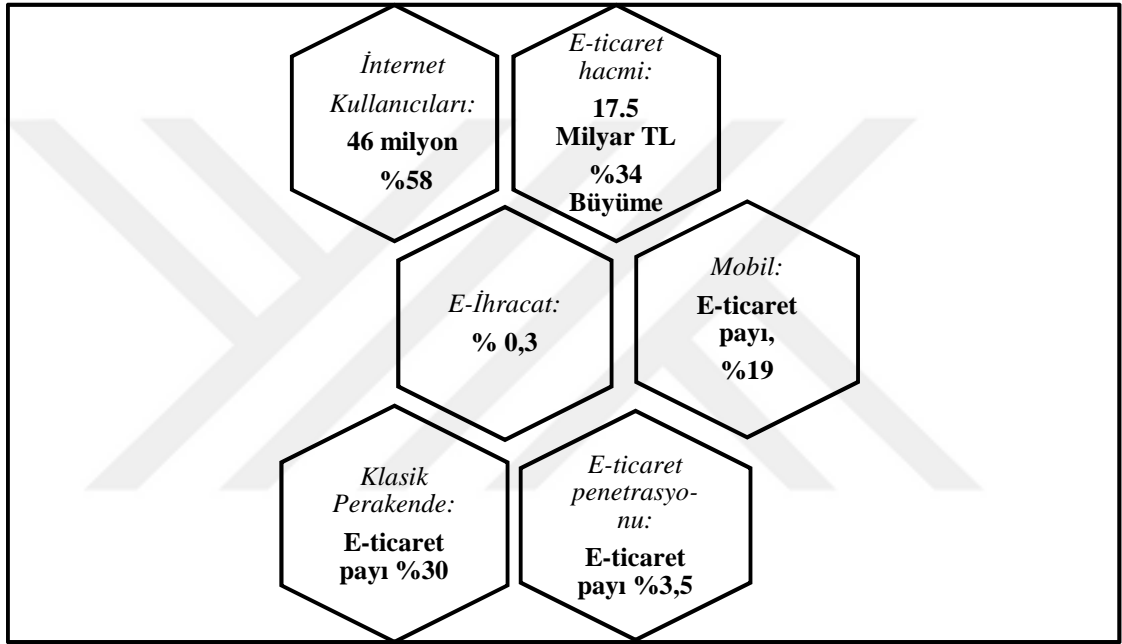 İnternet
Kullanıcıları:
46 milyon
%58
E-ticaret
hacmi:
17.5
Milyar TL
%34
Büyüme
E-İhracat:
% 0,3
Mobil:
E-ticaret
payı,
%19
Klasik
Perakende:
E-ticaret
payı %30
E-ticaret
penetrasyo-
nu:
E-ticaret
payı %3,5